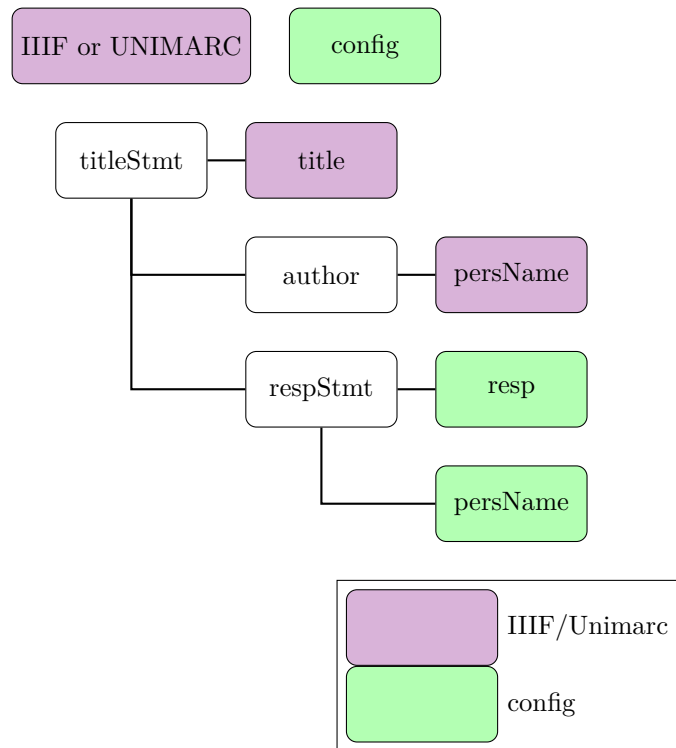 IIIF or UNIMARC
config
titleStmt
title
author
persName
respStmt
resp
persName
IIIF/Unimarc
config